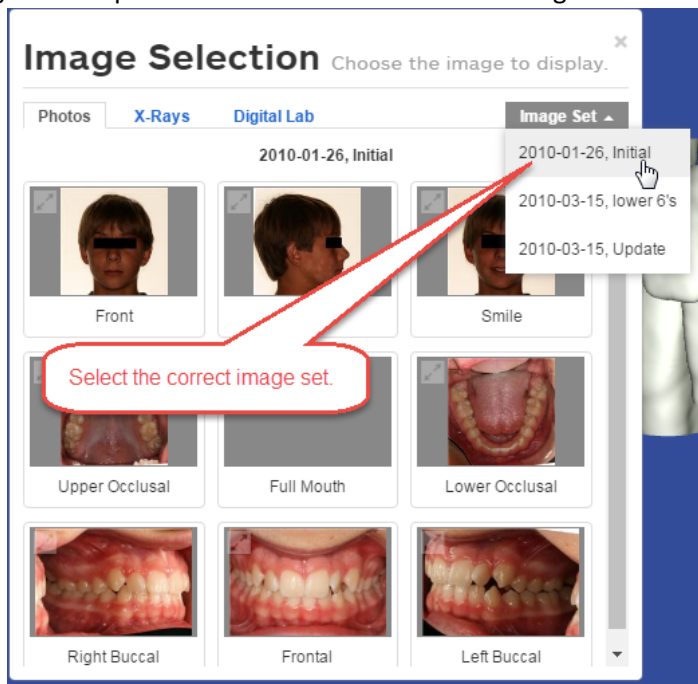 Image Selection Choose the image to display.
Photos X-Rays Digital Lab Image Set
2010-01-26, Initial
2010-01-26, Initial
2010-03-15, lower 6's
2010-03-15, Update
Front
Smile
Select the correct image set.
Upper Occlusal Full Mouth Lower Occlusal
Right Buccal Frontal Left Buccal